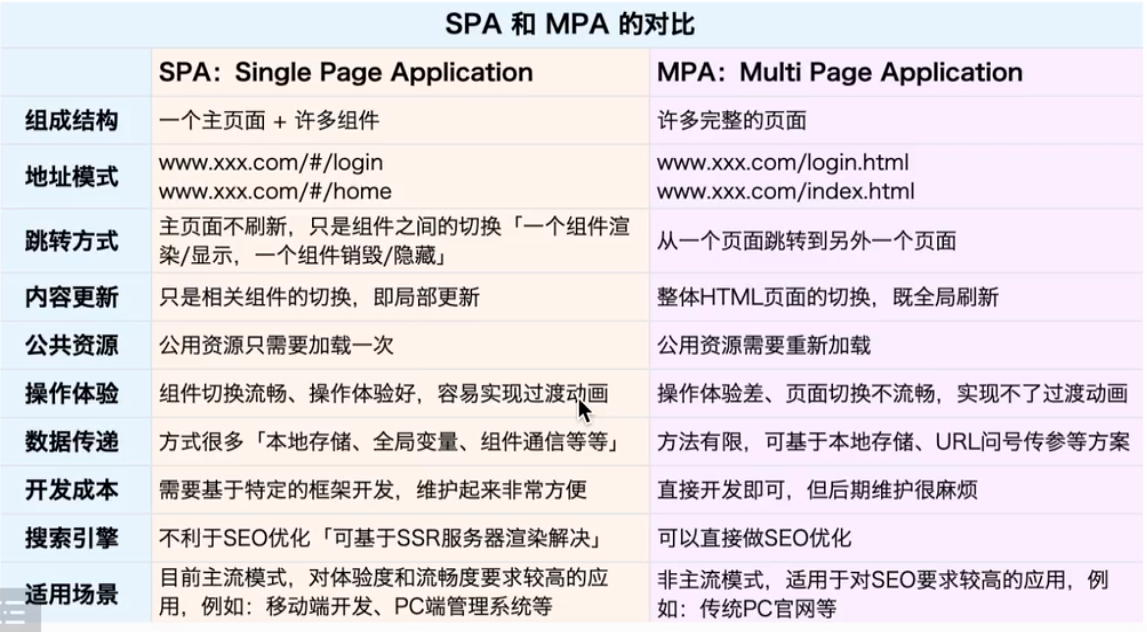 SPA 和 MPA 的对比
SPA：Single Page Application
MPA：Multi Page Application
组成结构
一个主页面 + 许多组件
许多完整的页面
地址模式
www.xxx.com/#/login
www.xxx.com/#/home
www.xxx.com/login.html
www.xxx.com/index.html
跳转方式
主页面不刷新，只是组件之间的切换「一个组件渲
染/显示，一个组件销毁/隐藏」
从一个页面跳转到另外一个页面
内容更新
只是相关组件的切换，即局部更新
整体HTML页面的切换，既全局刷新
公共资源
公用资源只需要加载一次
公用资源需要重新加载
操作体验
组件切换流畅、操作体验好，容易实现过渡动画
操作体验差、页面切换不流畅，实现不了过渡动画
数据传递
方式很多「本地存储、全局变量、组件通信等等」
方法有限，可基于本地存储、URL问号传参等方案
开发成本
需要基于特定的框架开发，维护起来非常方便
直接开发即可，但后期维护很麻烦
搜索引擎
不利于SEO优化「可基于SSR服务器渲染解决」
可以直接做SEO优化
适用场景
目前主流模式，对体验度和流畅度要求较高的应
用，例如：移动端开发、PC端管理系统等
非主流模式，适用于对SEO要求较高的应用，例
如：传统PC官网等